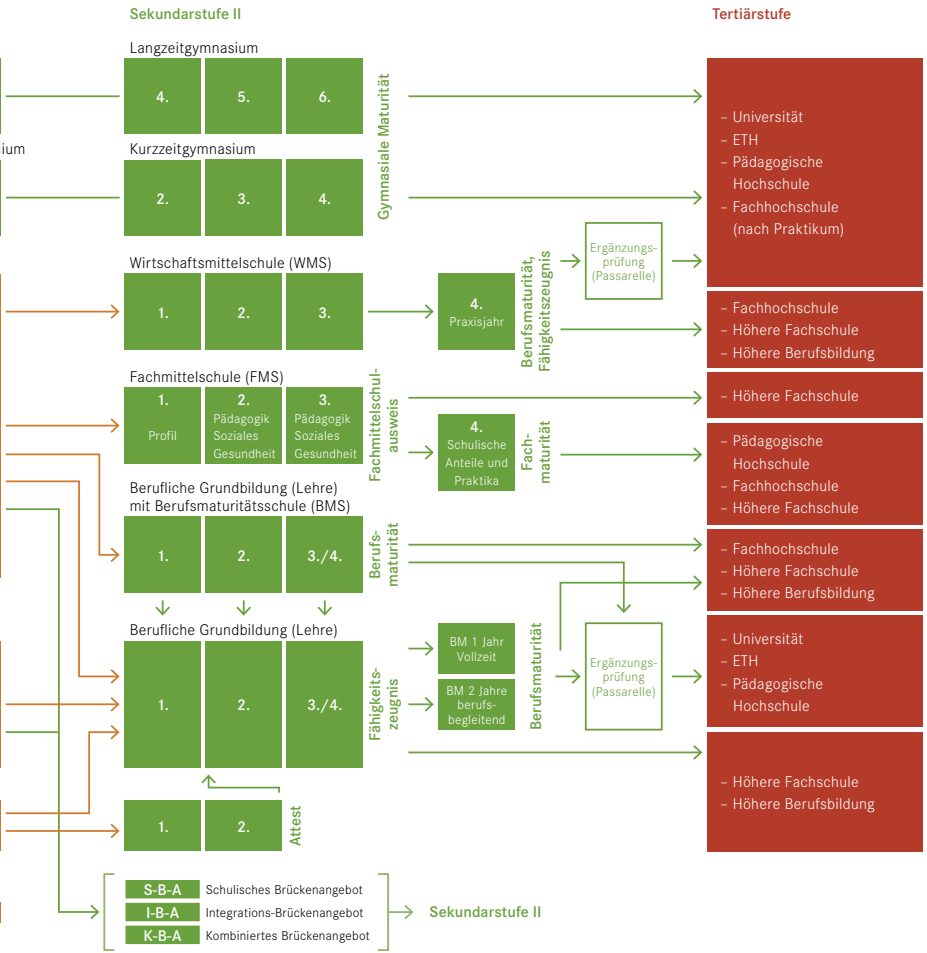 Sekundarstufe II
Tertiärstufe
Langzeitgymnasium
4.
5.
6.
Gymnasiale Maturität
– Universität
– ETH
– Pädagogische
Hochschule
– Fachhochschule
(nach Praktikum)
ium
Kurzzeitgymnasium
2.
3.
4.
Wirtschaftsmittelschule (WMS)
1.
2.
3.
4.
Praxisjahr
Berufsmaturität,
Fähigkeitszeugnis
Ergänzungs-
prüfung
(Passarelle)
– Fachhochschule
– Höhere Fachschule
– Höhere Berufsbildung
Fachmittelschule (FMS)
1.
Profil
2.
Pädagogik
Soziales
Gesundheit
3.
Pädagogik
Soziales
Gesundheit
Fachmittelschul-
ausweis
– Höhere Fachschule
4.
Schulische
Anteile und
Praktika
Fach-
maturität
– Pädagogische
Hochschule
– Fachhochschule
– Höhere Fachschule
Berufliche Grundbildung (Lehre)
mit Berufsmaturitätsschule (BMS)
1.
2.
3./4.
Berufs-
maturität
– Fachhochschule
– Höhere Fachschule
– Höhere Berufsbildung
Berufliche Grundbildung (Lehre)
1.
2.
3./4.
Fähigkeits-
zeugnis
BM 1 Jahr
Vollzeit
BM 2 Jahre
berufs-
begleitend
Berufsmaturität
Ergänzungs-
prüfung
(Passarelle)
– Universität
– ETH
– Pädagogische
Hochschule
– Höhere Fachschule
– Höhere Berufsbildung
1.
2.
Attest
S-B-A Schulisches Brückenangebot
I-B-A Integrations-Brückenangebot
K-B-A Kombiniertes Brückenangebot
Sekundarstufe II